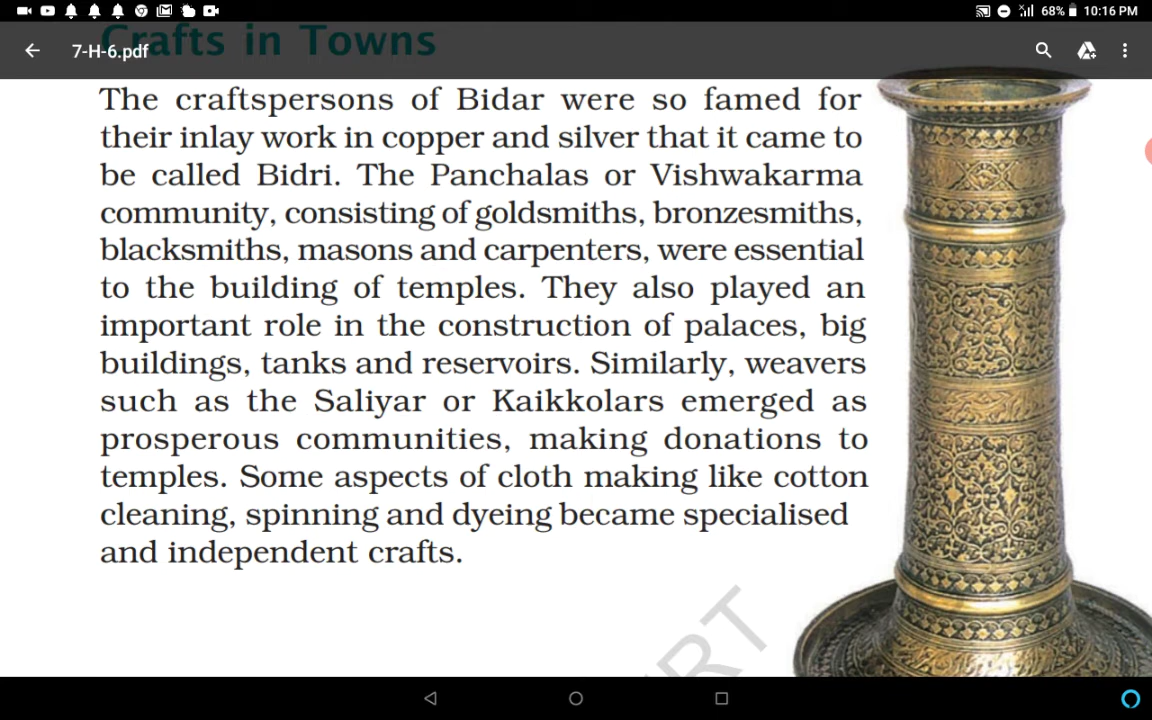 68% 10:16 PM
Crafts in Towns
7-H-6.pdf
The craftspersons of Bidar were so famed for
their inlay work in copper and silver that it came to
be called Bidri. The Panchalas or Vishwakarma
community, consisting of goldsmiths, bronzesmiths,
blacksmiths, masons and carpenters, were essential
to the building of temples. They also played an
important role in the construction of palaces, big
buildings, tanks and reservoirs. Similarly, weavers
such as the Saliyar or Kaikkolars emerged as
prosperous communities, making donations to
temples. Some aspects of cloth making like cotton
cleaning, spinning and dyeing became specialised
and independent crafts.
RT